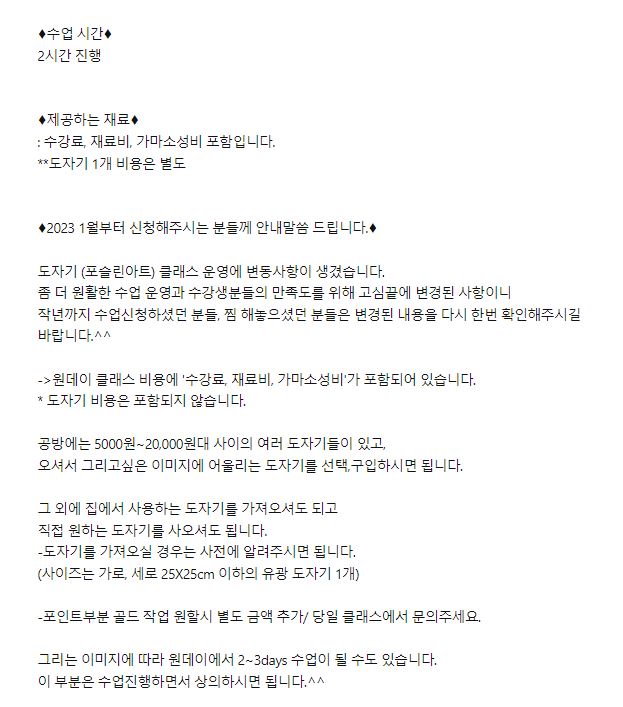 ♦수업 시간♦
2시간 진행
♦제공하는 재료♦
: 수강료, 재료비, 가마소성비 포함입니다.
**도자기 1개 비용은 별도
♦2023 1월부터 신청해주시는 분들께 안내말씀 드립니다.♦
도자기 (포슬린아트) 클래스 운영에 변동사항이 생겼습니다.
좀 더 원활한 수업 운영과 수강생분들의 만족도를 위해 고심끝에 변경된 사항이니
작년까지 수업신청하셨던 분들, 찜 해놓으셨던 분들은 변경된 내용을 다시 한번 확인해주시길
바랍니다.^^
->원데이 클래스 비용에 '수강료, 재료비, 가마소성비'가 포함되어 있습니다.
* 도자기 비용은 포함되지 않습니다.
공방에는 5000원~20,000원대 사이의 여러 도자기들이 있고,
오셔서 그리고싶은 이미지에 어울리는 도자기를 선택,구입하시면 됩니다.
그 외에 집에서 사용하는 도자기를 가져오셔도 되고
직접 원하는 도자기를 사오셔도 됩니다.
-도자기를 가져오실 경우는 사전에 알려주시면 됩니다.
(사이즈는 가로, 세로 25X25cm 이하의 유광 도자기 1개)
-포인트부분 골드 작업 원할시 별도 금액 추가/ 당일 클래스에서 문의주세요.
그리는 이미지에 따라 원데이에서 2~3days 수업이 될 수도 있습니다.
이 부분은 수업진행하면서 상의하시면 됩니다.^^